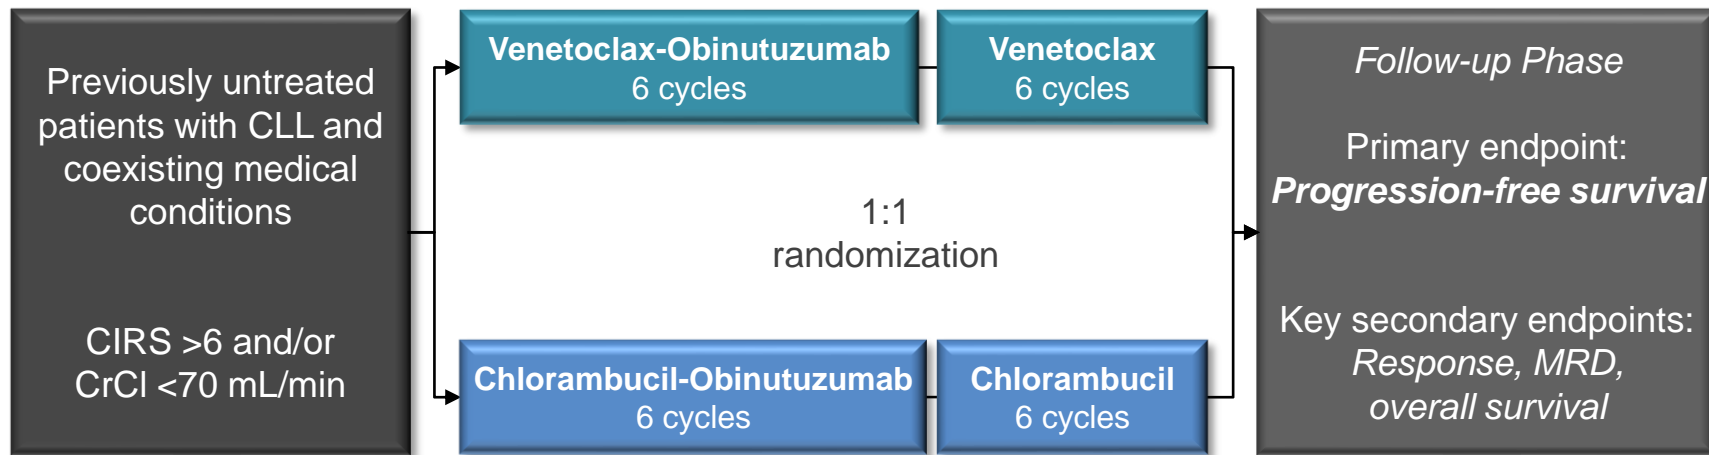 Previously untreated
patients with CLL and
coexisting medical
conditions
CIRS >6 and/or
CrCl <70 mL/min
Venetoclax-Obinutuzumab
6 cycles
Venetoclax
6 cycles
1:1
randomization
Chlorambucil-Obinutuzumab
6 cycles
Chlorambucil
6 cycles
Follow-up Phase
Primary endpoint:
Progression-free survival
Key secondary endpoints:
Response, MRD,
overall survival